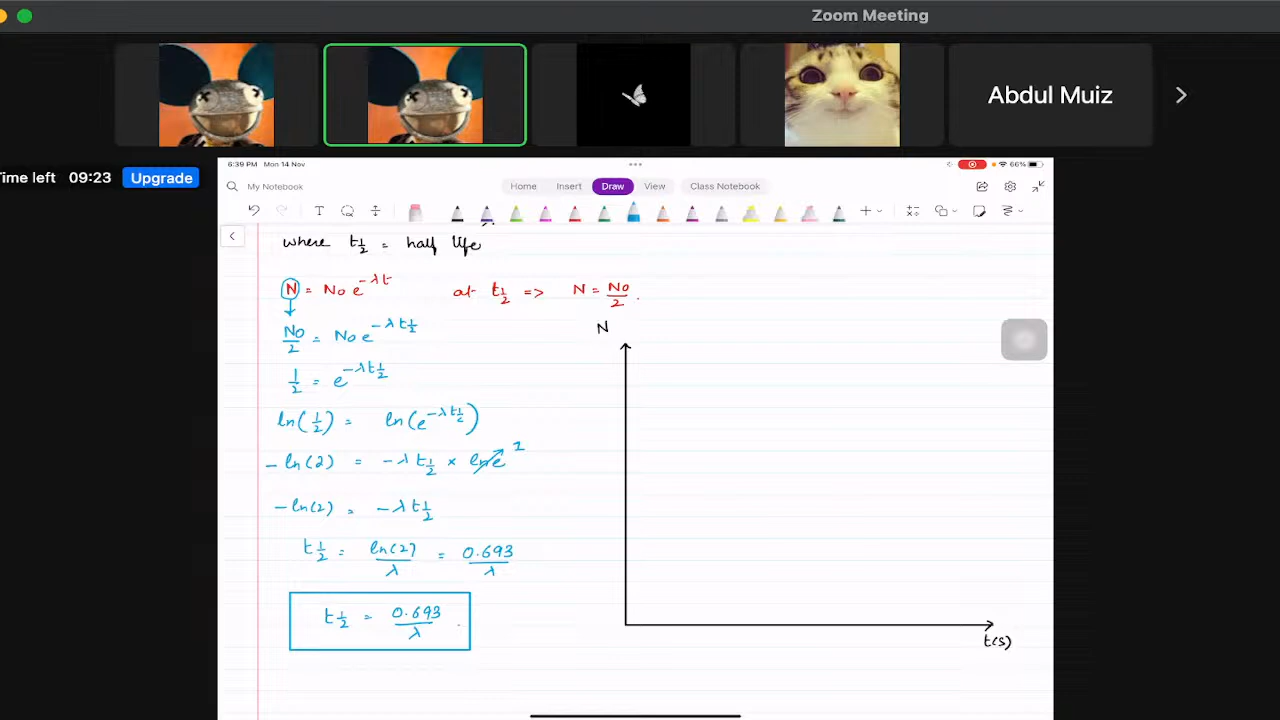 Zoom Meeting
Abdul Muiz
Time left 09:23 Upgrade
6:39 PM Mon 14 Nov
66%
My Notebook
Home Insert Draw View Class Notebook
where t½ = half life
N = No e^-λt at t½ => N = No/2 .
No/2 = No e^-λt½
N
1/2 = e^-λt½
ln(1/2) = ln(e^-λt½)
-ln(2) = -λt½ × ln e 1
-ln(2) = -λt½
t½ = ln(2)/λ = 0.693/λ
t½ = 0.693/λ .
t(s)